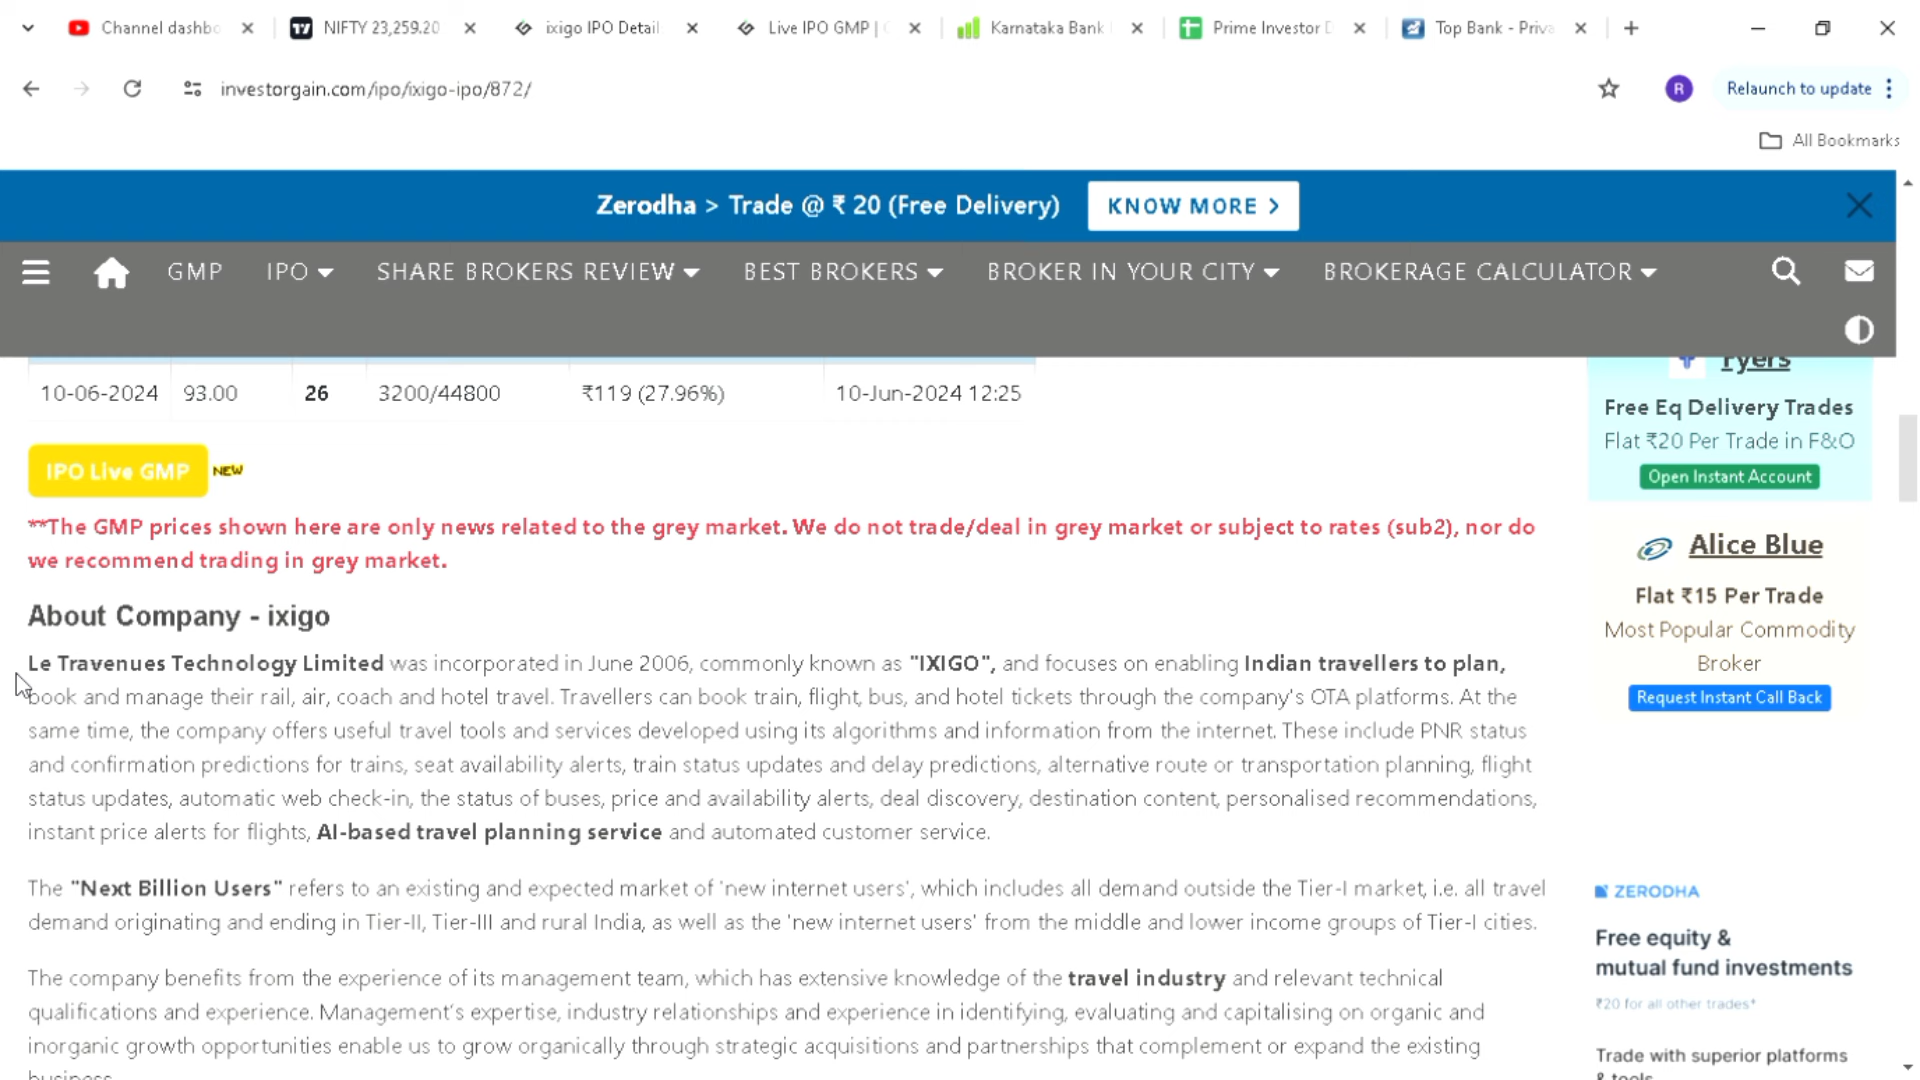 Channel dashbo
NIFTY 23,259.20
ixigo IPO Detail
Live IPO GMP |
Karnataka Bank
Prime Investor D
Top Bank - Priva
investorgain.com/ipo/ixigo-ipo/872/
R
Relaunch to update
All Bookmarks
Zerodha > Trade @ ₹ 20 (Free Delivery)
KNOW MORE >
GMP
IPO
SHARE BROKERS REVIEW
BEST BROKERS
BROKER IN YOUR CITY
BROKERAGE CALCULATOR
10-06-2024 93.00 26 3200/44800 ₹119 (27.96%) 10-Jun-2024 12:25
IPO Live GMP NEW
**The GMP prices shown here are only news related to the grey market. We do not trade/deal in grey market or subject to rates (sub2), nor do
we recommend trading in grey market.
About Company - ixigo
Le Travenues Technology Limited was incorporated in June 2006, commonly known as "IXIGO", and focuses on enabling Indian travellers to plan,
book and manage their rail, air, coach and hotel travel. Travellers can book train, flight, bus, and hotel tickets through the company's OTA platforms. At the
same time, the company offers useful travel tools and services developed using its algorithms and information from the internet. These include PNR status
and confirmation predictions for trains, seat availability alerts, train status updates and delay predictions, alternative route or transportation planning, flight
status updates, automatic web check-in, the status of buses, price and availability alerts, deal discovery, destination content, personalised recommendations,
instant price alerts for flights, AI-based travel planning service and automated customer service.
The "Next Billion Users" refers to an existing and expected market of 'new internet users', which includes all demand outside the Tier-I market, i.e. all travel
demand originating and ending in Tier-II, Tier-III and rural India, as well as the 'new internet users' from the middle and lower income groups of Tier-I cities.
The company benefits from the experience of its management team, which has extensive knowledge of the travel industry and relevant technical
qualifications and experience. Management's expertise, industry relationships and experience in identifying, evaluating and capitalising on organic and
inorganic growth opportunities enable us to grow organically through strategic acquisitions and partnerships that complement or expand the existing
business.
Fyers
Free Eq Delivery Trades
Flat ₹20 Per Trade in F&O
Open Instant Account
Alice Blue
Flat ₹15 Per Trade
Most Popular Commodity
Broker
Request Instant Call Back
ZERODHA
Free equity &
mutual fund investments
₹20 for all other trades*
Trade with superior platforms
& tools